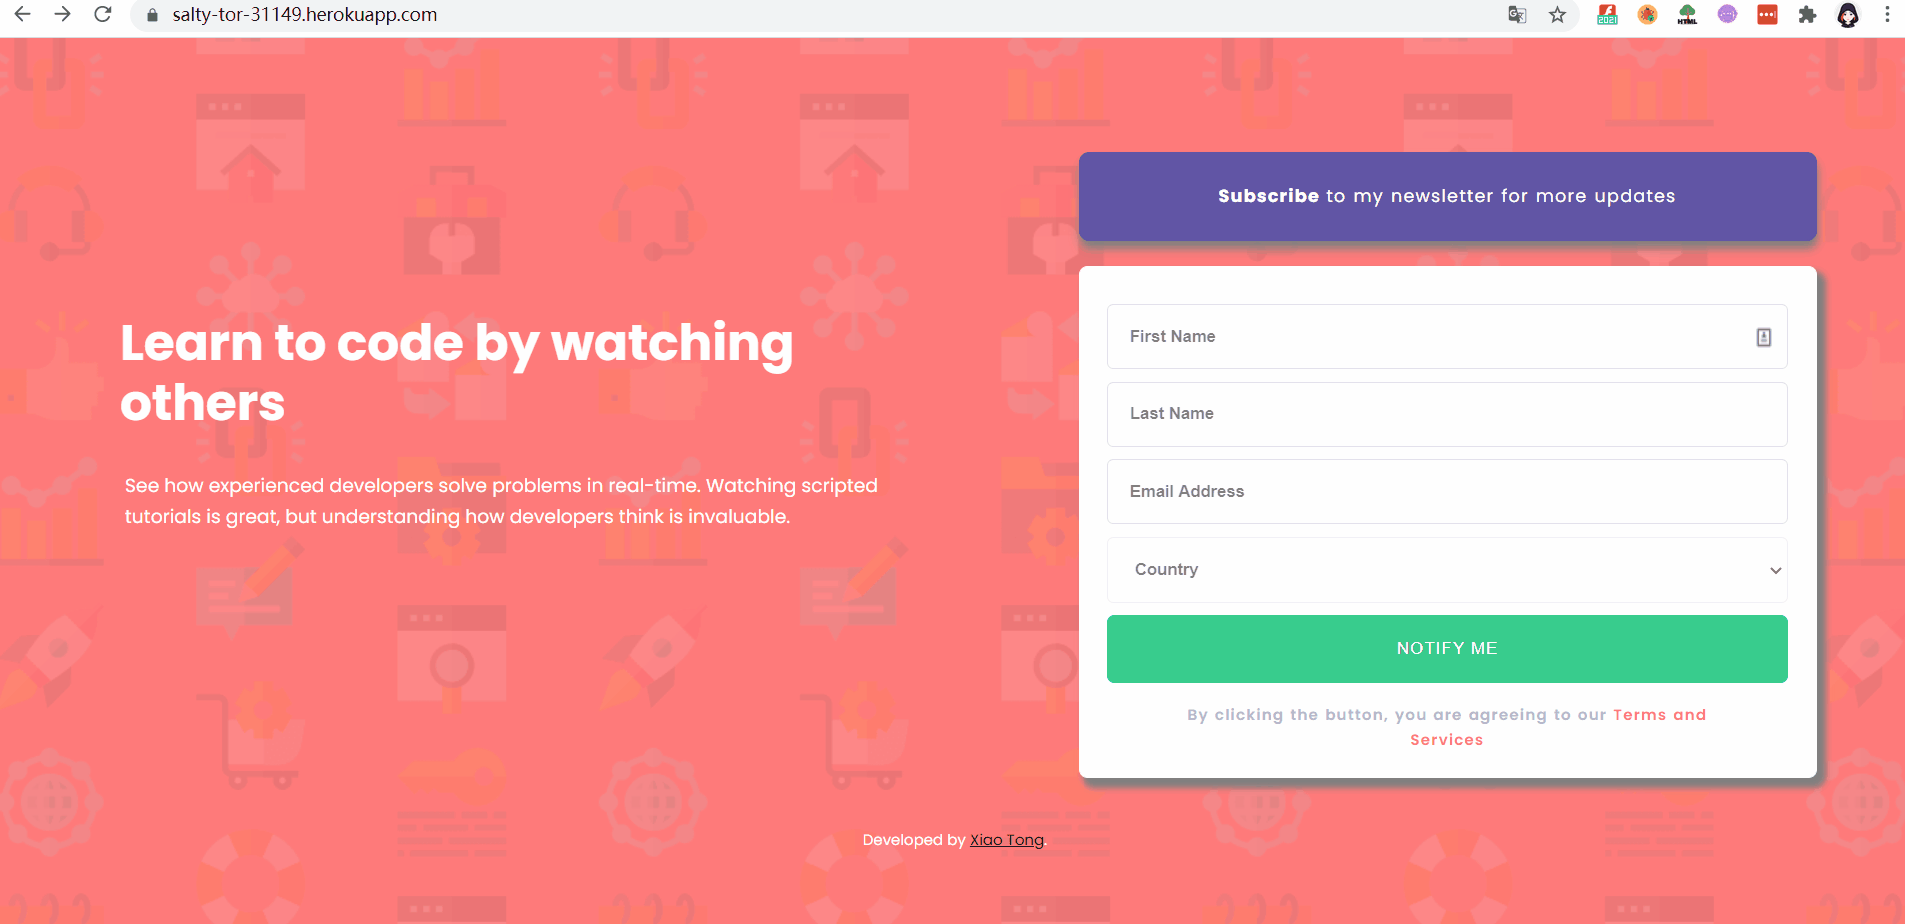 salty-tor-31149.herokuapp.com
2021
HTML
Subscribe to my newsletter for more updates
Learn to code by watching
others
See how experienced developers solve problems in real-time. Watching scripted
tutorials is great, but understanding how developers think is invaluable.
First Name
Last Name
Email Address
Country
NOTIFY ME
By clicking the button, you are agreeing to our Terms and
Services
Developed by Xiao Tong.